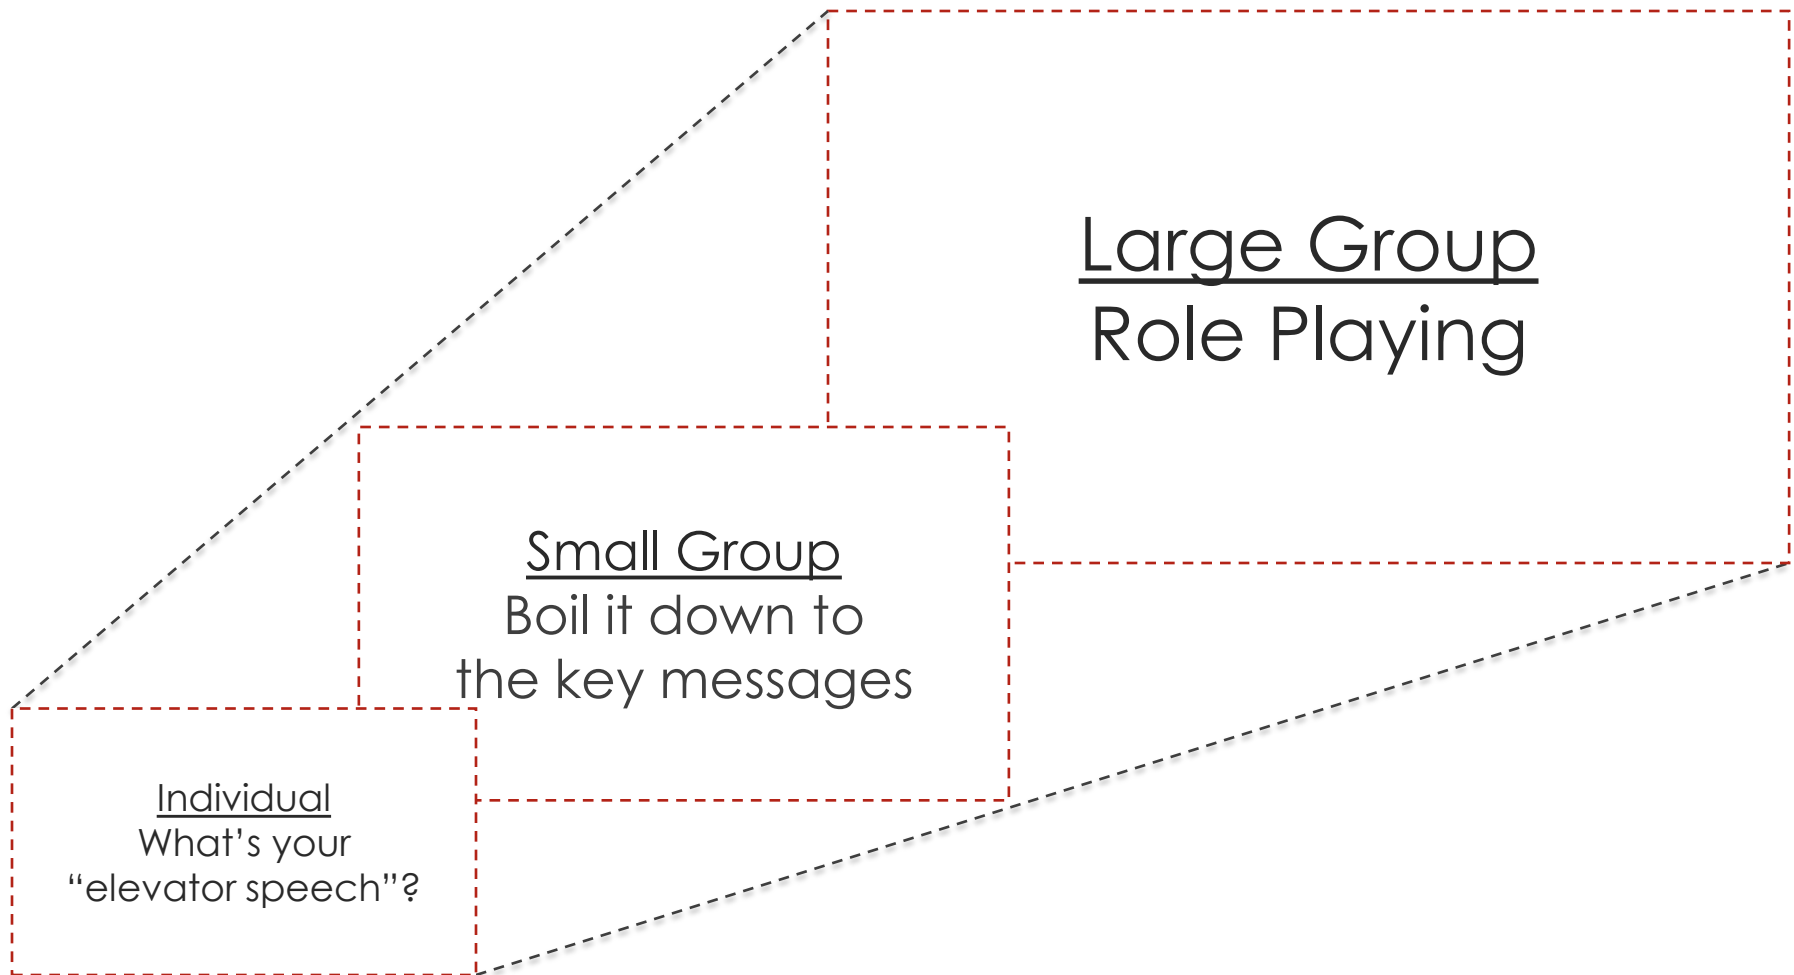 Large Group
Role Playing
Small Group
Boil it down to
the key messages
Individual
What’s your
“elevator speech”?